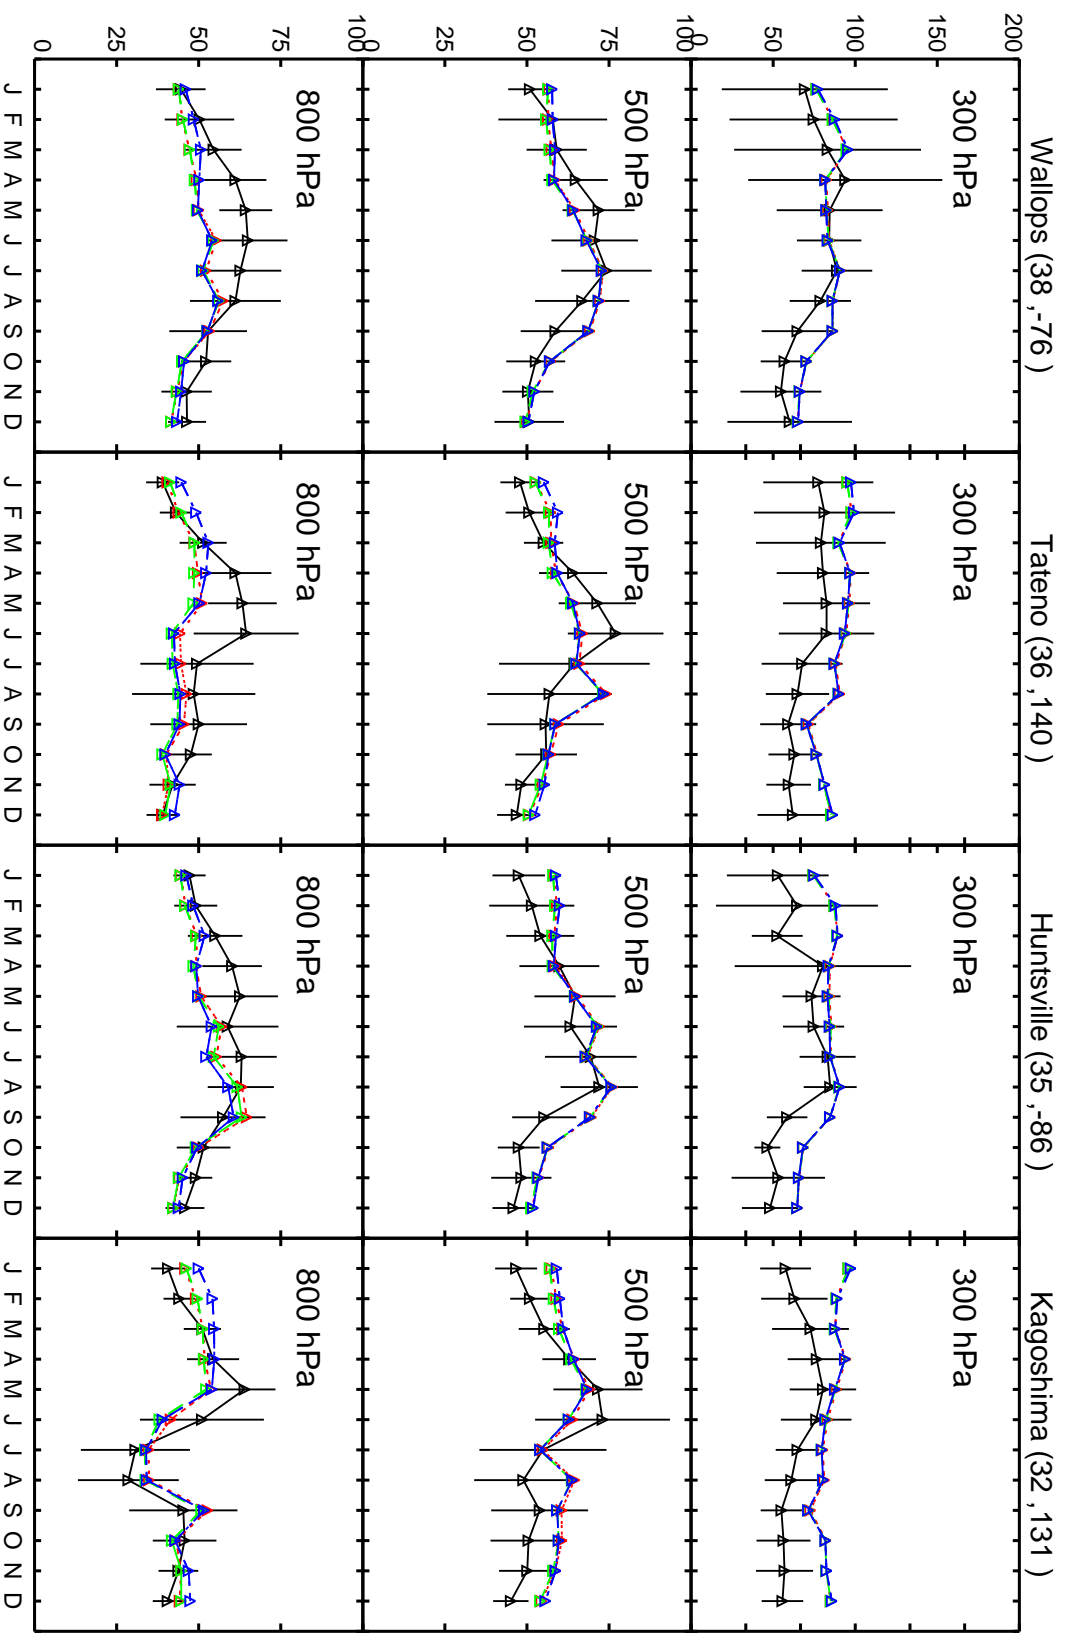 Wallops (38 ,-76 )
Tateno (36 ,140 )
Huntsville (35 ,-86 )
Kagoshima (32 ,131 )
200
300 hPa
300 hPa
300 hPa
300 hPa
150
100
50
0
100
500 hPa
500 hPa
500 hPa
500 hPa
75
50
0
100
800 hPa
800 hPa
800 hPa
800 hPa
75
50
25
0
J F M A M J J A S O N D
J F M A M J J A S O N D
J F M A M J J A S O N D
J F M A M J J A S O N D